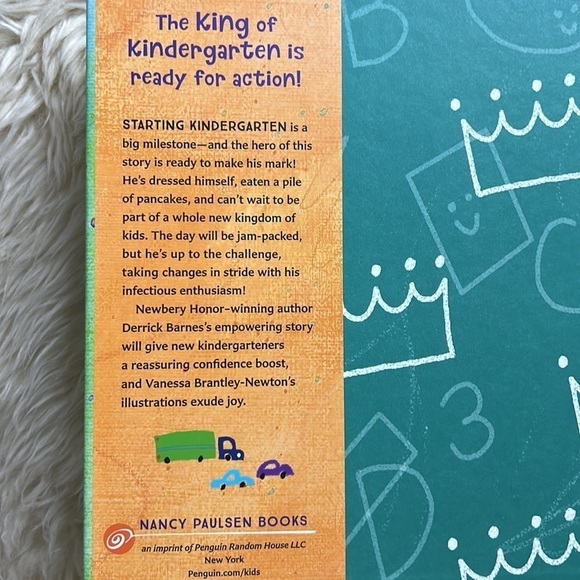 The King of
Kindergarten is
ready for action!
STARTING KINDERGARTEN is a
big milestone—and the hero of this
story is ready to make his mark!
He's dressed himself, eaten a pile
of pancakes, and can't wait to be
part of a whole new kingdom of
kids. The day will be jam-packed,
but he's up to the challenge,
taking changes in stride with his
infectious enthusiasm!
Newbery Honor–winning author
Derrick Barnes's empowering story
will give new kindergarteners
a reassuring confidence boost,
and Vanessa Brantley-Newton's
illustrations exude joy.
NANCY PAULSEN BOOKS
an imprint of Penguin Random House LLC
New York
Penguin.com/kids
B
3
D